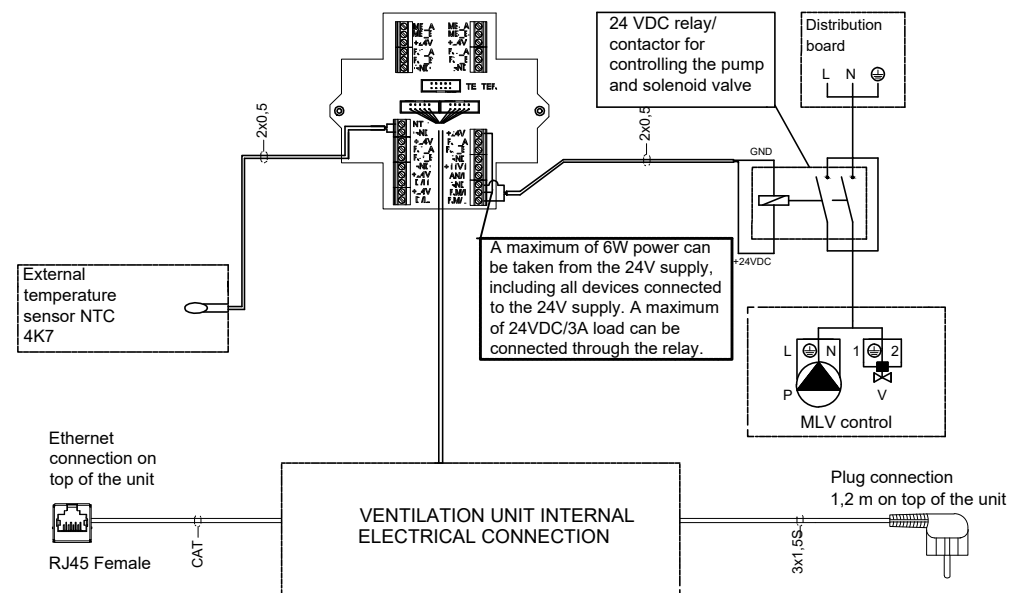 24 VDC relay/
contactor for
controlling the pump
and solenoid valve
Distribution
board
L N
2x0,5
2x0,5
GND
+24VDC
A maximum of 6W power can
be taken from the 24V supply,
including all devices connected
to the 24V supply. A maximum
of 24VDC/3A load can be
connected through the relay.
External
temperature
sensor NTC
4K7
L N 1 2
P V
MLV control
Ethernet
connection on
top of the unit
RJ45 Female
CAT
VENTILATION UNIT INTERNAL
ELECTRICAL CONNECTION
3x1,5S
Plug connection
1,2 m on top of the unit